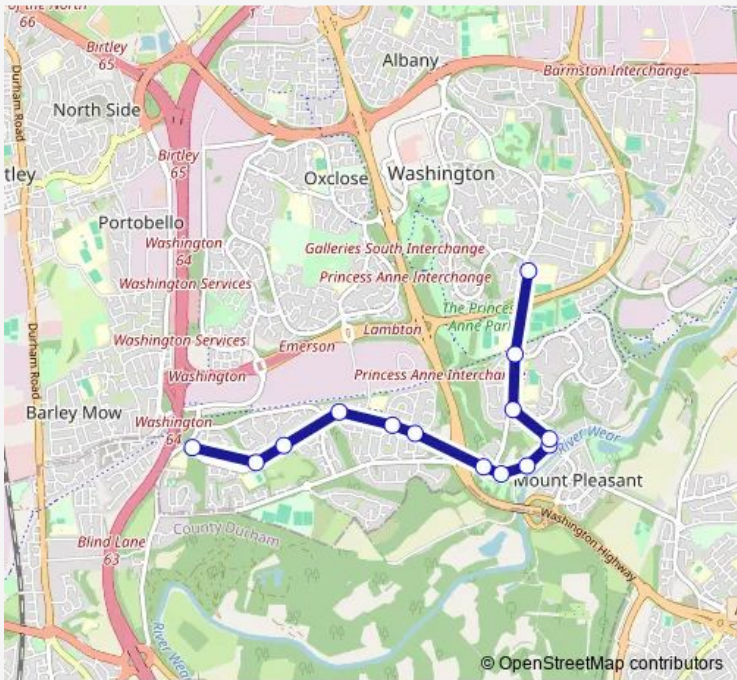 of the North
66
Birtley
65
Albany
Barmston Interchange
Durham Road
North Side
Birtley
65
tley
Oxclose
Washington
Portobello
Washington
64
Galleries South Interchange
Washington Services
Princess Anne Interchange
The Princess
Anne Park
Lambton
Washington Services
Emerson
Durham Road
Washington
Princess Anne Interchan
Barley Mow
Washington
64
River Wear
Mount Pleasant
County Durham
Blind Lane
63
Washington Highway
River Wear
© OpenStreetMap contributors